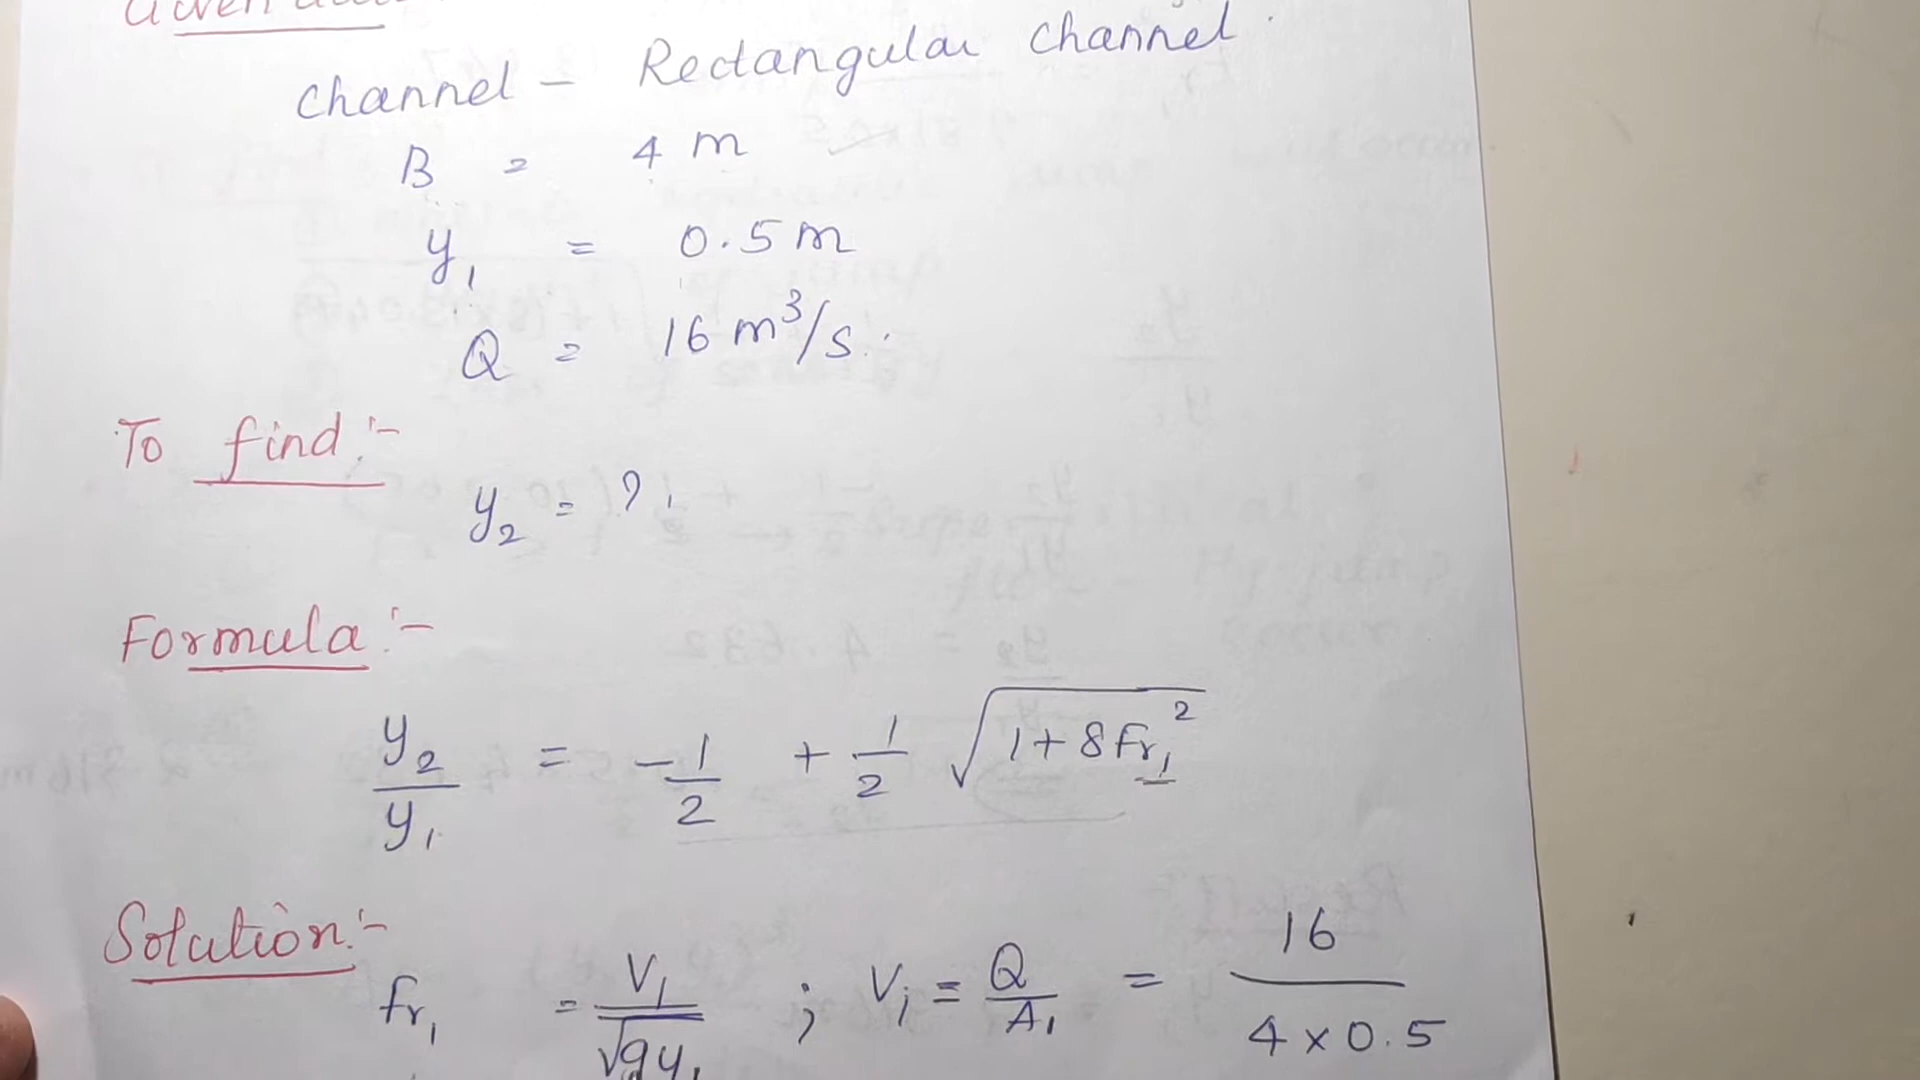 Given
channel - Rectangular channel.
B = 4 m
y₁ = 0.5 m
Q = 16 m³/s.
To find:-
y₂ = ?
Formula:-
y₂/y₁ = -1/2 + 1/2 √(1+8Fr₁²)
Solution:-
Fr₁ = V₁/√gy₁ ; V₁ = Q/A₁ = 16/(4×0.5)